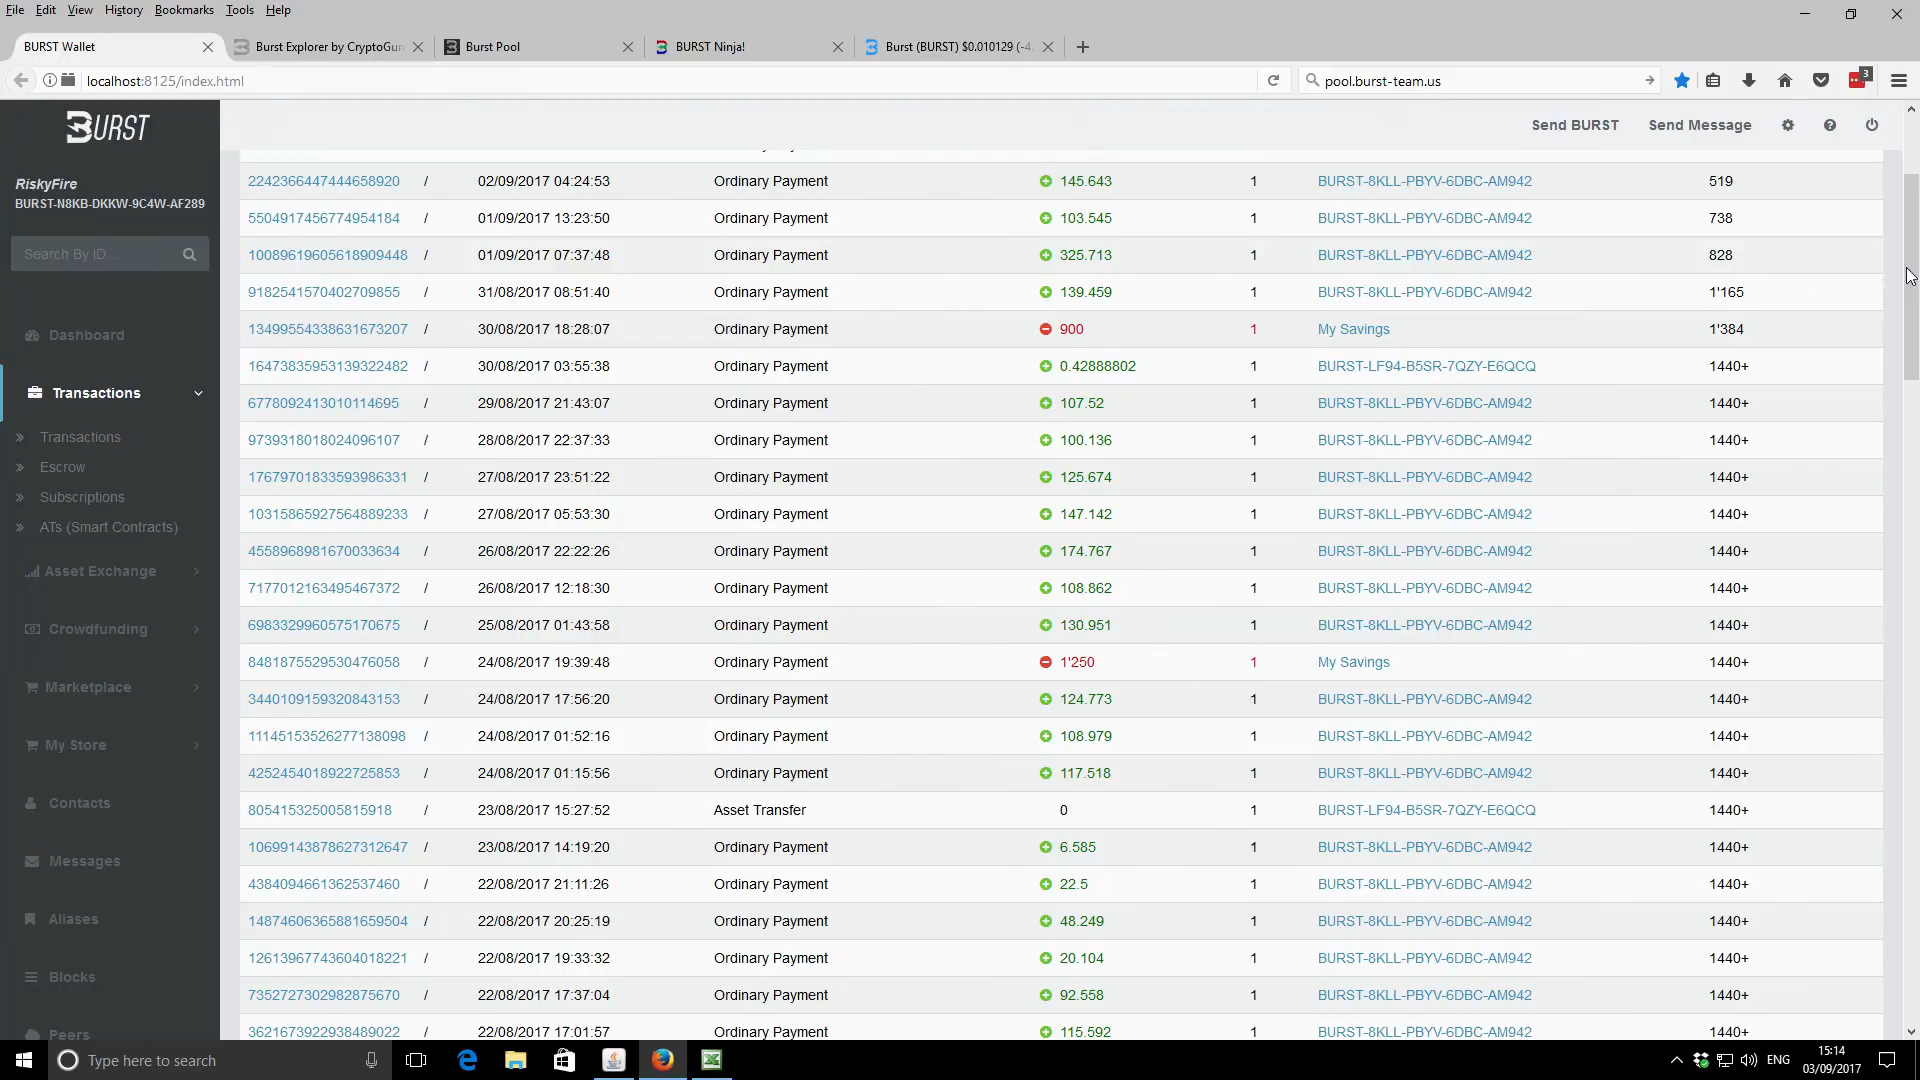 File Edit View History Bookmarks Tools Help
BURST Wallet
Burst Explorer by CryptoGur
Burst Pool
BURST Ninja!
Burst (BURST) $0.010129 (-4.
localhost:8125/index.html
pool.burst-team.us
3
BURST
Send BURST Send Message
RiskyFire
BURST-N8KB-DKKW-9C4W-AF289
Search By ID...
Dashboard
Transactions
Transactions
Escrow
Subscriptions
ATs (Smart Contracts)
Asset Exchange
Crowdfunding
Marketplace
My Store
Contacts
Messages
Aliases
Blocks
Peers
2242366447444658920 / 02/09/2017 04:24:53 Ordinary Payment 145.643 1 BURST-8KLL-PBYV-6DBC-AM942 519
5504917456774954184 / 01/09/2017 13:23:50 Ordinary Payment 103.545 1 BURST-8KLL-PBYV-6DBC-AM942 738
10089619605618909448 / 01/09/2017 07:37:48 Ordinary Payment 325.713 1 BURST-8KLL-PBYV-6DBC-AM942 828
9182541570402709855 / 31/08/2017 08:51:40 Ordinary Payment 139.459 1 BURST-8KLL-PBYV-6DBC-AM942 1'165
13499554338631673207 / 30/08/2017 18:28:07 Ordinary Payment 900 1 My Savings 1'384
16473835953139322482 / 30/08/2017 03:55:38 Ordinary Payment 0.42888802 1 BURST-LF94-B5SR-7QZY-E6QCQ 1440+
6778092413010114695 / 29/08/2017 21:43:07 Ordinary Payment 107.52 1 BURST-8KLL-PBYV-6DBC-AM942 1440+
9739318018024096107 / 28/08/2017 22:37:33 Ordinary Payment 100.136 1 BURST-8KLL-PBYV-6DBC-AM942 1440+
17679701833593986331 / 27/08/2017 23:51:22 Ordinary Payment 125.674 1 BURST-8KLL-PBYV-6DBC-AM942 1440+
10315865927564889233 / 27/08/2017 05:53:30 Ordinary Payment 147.142 1 BURST-8KLL-PBYV-6DBC-AM942 1440+
4558968981670033634 / 26/08/2017 22:22:26 Ordinary Payment 174.767 1 BURST-8KLL-PBYV-6DBC-AM942 1440+
7177012163495467372 / 26/08/2017 12:18:30 Ordinary Payment 108.862 1 BURST-8KLL-PBYV-6DBC-AM942 1440+
6983329960575170675 / 25/08/2017 01:43:58 Ordinary Payment 130.951 1 BURST-8KLL-PBYV-6DBC-AM942 1440+
8481875529530476058 / 24/08/2017 19:39:48 Ordinary Payment 1'250 1 My Savings 1440+
3440109159320843153 / 24/08/2017 17:56:20 Ordinary Payment 124.773 1 BURST-8KLL-PBYV-6DBC-AM942 1440+
11145153526277138098 / 24/08/2017 01:52:16 Ordinary Payment 108.979 1 BURST-8KLL-PBYV-6DBC-AM942 1440+
4252454018922725853 / 24/08/2017 01:15:56 Ordinary Payment 117.518 1 BURST-8KLL-PBYV-6DBC-AM942 1440+
805415325005815918 / 23/08/2017 15:27:52 Asset Transfer 0 1 BURST-LF94-B5SR-7QZY-E6QCQ 1440+
10699143878627312647 / 23/08/2017 14:19:20 Ordinary Payment 6.585 1 BURST-8KLL-PBYV-6DBC-AM942 1440+
4384094661362537460 / 22/08/2017 21:11:26 Ordinary Payment 22.5 1 BURST-8KLL-PBYV-6DBC-AM942 1440+
14874606365881659504 / 22/08/2017 20:25:19 Ordinary Payment 48.249 1 BURST-8KLL-PBYV-6DBC-AM942 1440+
12613967743604018221 / 22/08/2017 19:33:32 Ordinary Payment 20.104 1 BURST-8KLL-PBYV-6DBC-AM942 1440+
7352727302982875670 / 22/08/2017 17:37:04 Ordinary Payment 92.558 1 BURST-8KLL-PBYV-6DBC-AM942 1440+
3621673922938489022 / 22/08/2017 17:01:57 Ordinary Payment 115.592 1 BURST-8KLL-PBYV-6DBC-AM942 1440+
Type here to search
ENG
15:14
03/09/2017